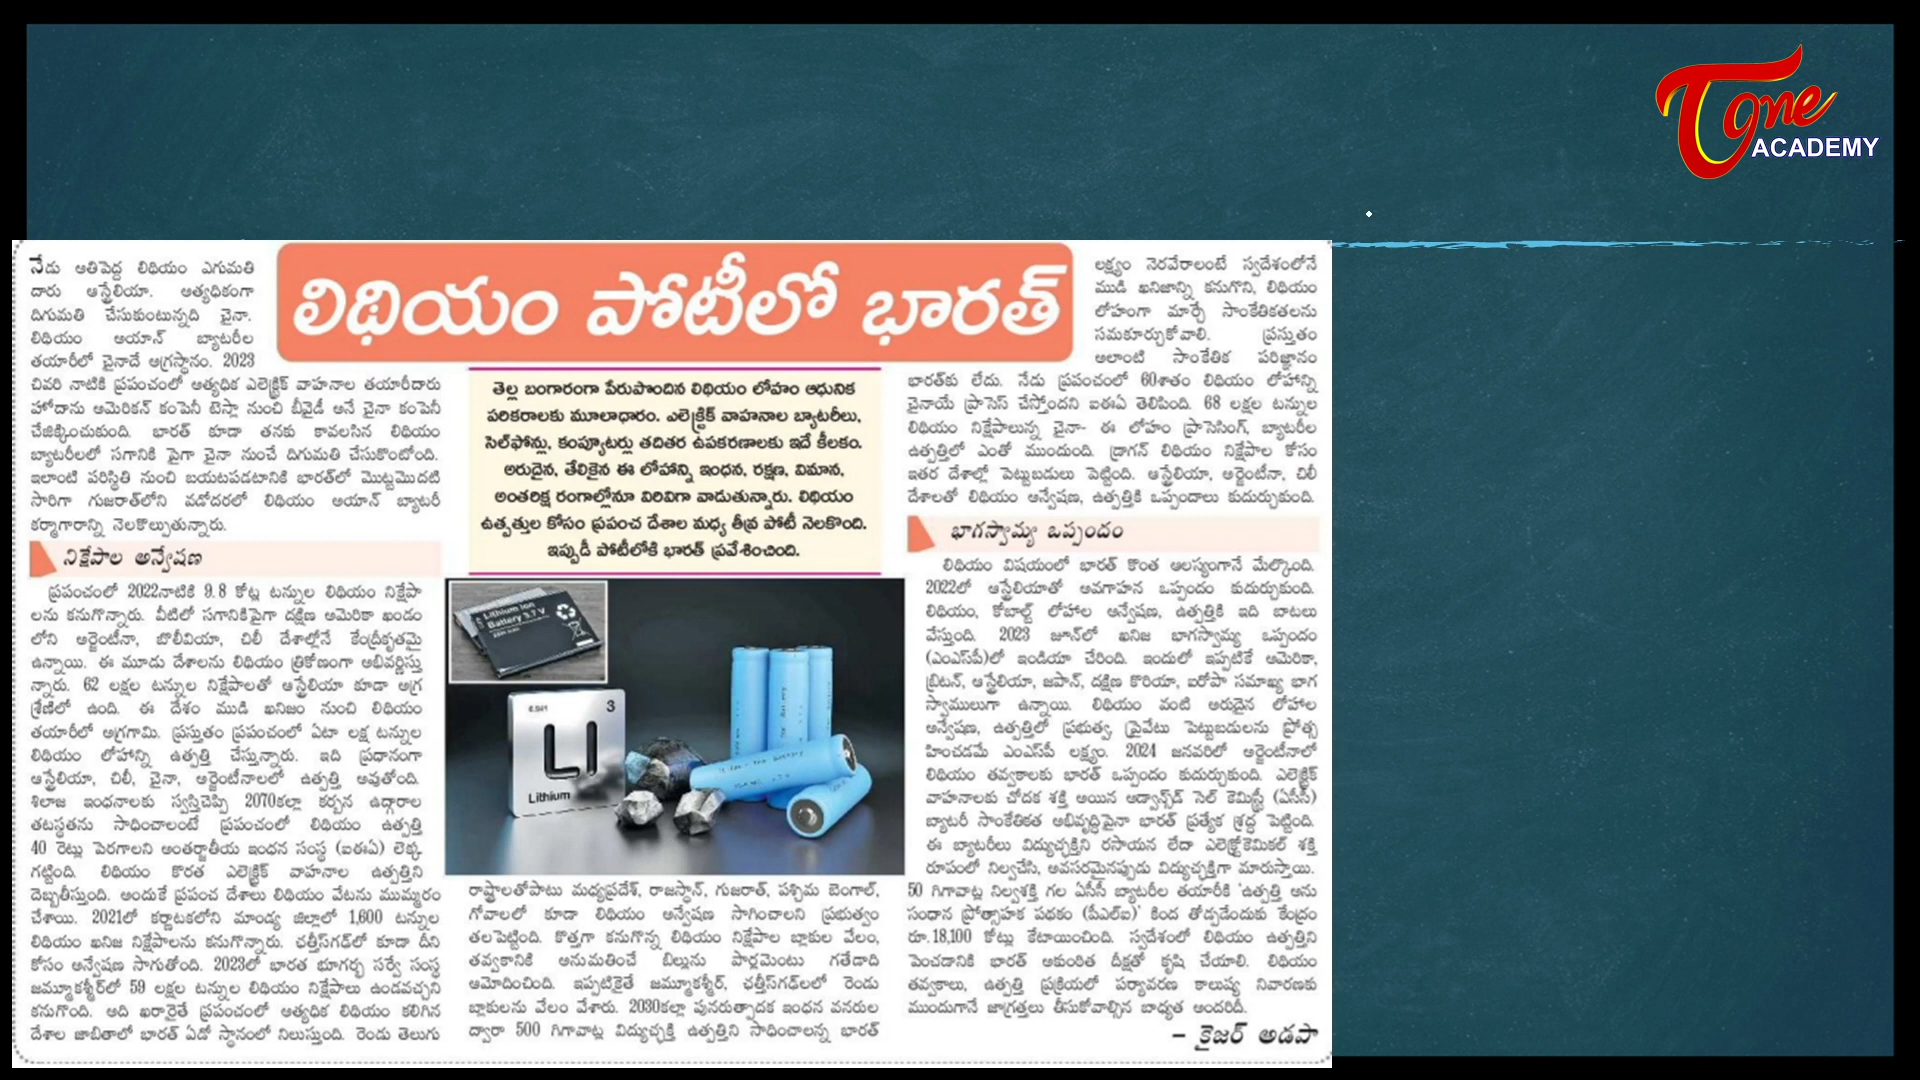 Tone
ACADEMY
లిథియం పోటీలో భారత్
నేడు అతిపెద్ద లిథియం ఎగుమతి
దారు ఆస్ట్రేలియా. అత్యధికంగా
దిగుమతి చేసుకుంటున్నది చైనా.
లిథియం అయాన్ బ్యాటరీల
తయారీలో చైనాదే అగ్రస్థానం. 2023
చివరి నాటికి ప్రపంచంలో అత్యధిక ఎలెక్ట్రిక్ వాహనాల తయారీదారు
హోదాను అమెరికన్ కంపెనీ టెస్లా నుంచి బీవైడీ అనే చైనా కంపెనీ
చేజిక్కించుకుంది. భారత్ కూడా తనకు కావలసిన లిథియం
బ్యాటరీలలో సగానికి పైగా చైనా నుంచే దిగుమతి చేసుకొంటోంది.
ఇలాంటి పరిస్థితి నుంచి బయటపడటానికి భారత్‌లో మొట్టమొదటి
సారిగా గుజరాత్‌లోని వడోదరలో లిథియం అయాన్ బ్యాటరీ
కర్మాగారాన్ని నెలకొల్పుతున్నారు.
నిక్షేపాల అన్వేషణ
ప్రపంచంలో 2022నాటికి 9.8 కోట్ల టన్నుల లిథియం నిక్షేపా
లను కనుగొన్నారు. వీటిలో సగానికిపైగా దక్షిణ అమెరికా ఖండం
లోని అర్జెంటీనా, బొలీవియా, చిలీ దేశాల్లోనే కేంద్రీకృతమై
ఉన్నాయి. ఈ మూడు దేశాలను లిథియం త్రికోణంగా అభివర్ణిస్తు
న్నారు. 62 లక్షల టన్నుల నిక్షేపాలతో ఆస్ట్రేలియా కూడా అగ్ర
శ్రేణిలో ఉంది. ఈ దేశం ముడి ఖనిజం నుంచి లిథియం
తయారీలో అగ్రగామి. ప్రస్తుతం ప్రపంచంలో ఏటా లక్ష టన్నుల
లిథియం లోహాన్ని ఉత్పత్తి చేస్తున్నారు. ఇది ప్రధానంగా
ఆస్ట్రేలియా, చిలీ, చైనా, అర్జెంటీనాలలో ఉత్పత్తి అవుతోంది.
శిలాజ ఇంధనాలకు స్వస్తిచెప్పి 2070కల్లా కర్బన ఉద్గారాల
తటస్థతను సాధించాలంటే ప్రపంచంలో లిథియం ఉత్పత్తి
40 రెట్లు పెరగాలని అంతర్జాతీయ ఇంధన సంస్థ (ఐఈఏ) లెక్క
గట్టింది. లిథియం కొరత ఎలెక్ట్రిక్ వాహనాల ఉత్పత్తిని
దెబ్బతీస్తుంది. అందుకే ప్రపంచ దేశాలు లిథియం వేటను ముమ్మరం
చేశాయి. 2021లో కర్ణాటకలోని మాండ్య జిల్లాలో 1,600 టన్నుల
లిథియం ఖనిజ నిక్షేపాలను కనుగొన్నారు. ఛత్తీస్‌గఢ్‌లో కూడా దీని
కోసం అన్వేషణ సాగుతోంది. 2023లో భారత భూగర్భ సర్వే సంస్థ
జమ్మూకశ్మీర్‌లో 59 లక్షల టన్నుల లిథియం నిక్షేపాలు ఉండవచ్చని
కనుగొంది. అది ఖరారైతే ప్రపంచంలో అత్యధిక లిథియం కలిగిన
దేశాల జాబితాలో భారత్ ఏడో స్థానంలో నిలుస్తుంది. రెండు తెలుగు
తెల్ల బంగారంగా పేరుపొందిన లిథియం లోహం ఆధునిక
పరికరాలకు మూలాధారం. ఎలెక్ట్రిక్ వాహనాల బ్యాటరీలు,
సెల్‌ఫోన్లు, కంప్యూటర్లు తదితర ఉపకరణాలకు ఇదే కీలకం.
అరుదైన, తేలికైన ఈ లోహాన్ని ఇంధన, రక్షణ, విమాన,
అంతరిక్ష రంగాల్లోనూ విరివిగా వాడుతున్నారు. లిథియం
ఉత్పత్తుల కోసం ప్రపంచ దేశాల మధ్య తీవ్ర పోటీ నెలకొంది.
ఇప్పుడీ పోటీలోకి భారత్ ప్రవేశించింది.
Lithium Ion
Battery 3.7 V
6.941 3
LI
Lithium
రాష్ట్రాలతోపాటు మధ్యప్రదేశ్, రాజస్థాన్, గుజరాత్, పశ్చిమ బెంగాల్,
గోవాలలో కూడా లిథియం అన్వేషణ సాగించాలని ప్రభుత్వం
తలపెట్టింది. కొత్తగా కనుగొన్న లిథియం నిక్షేపాల బ్లాకుల వేలం,
తవ్వకానికి అనుమతించే బిల్లును పార్లమెంటు గతేడాది
ఆమోదించింది. ఇప్పటికైతే జమ్మూకశ్మీర్, ఛత్తీస్‌గఢ్‌లలో రెండు
బ్లాకులను వేలం వేశారు. 2030కల్లా పునరుత్పాదక ఇంధన వనరుల
ద్వారా 500 గిగావాట్ల విద్యుచ్ఛక్తి ఉత్పత్తిని సాధించాలన్న భారత్
లక్ష్యం నెరవేరాలంటే స్వదేశంలోనే
ముడి ఖనిజాన్ని కనుగొని, లిథియం
లోహంగా మార్చే సాంకేతికతలను
సమకూర్చుకోవాలి. ప్రస్తుతం
అలాంటి సాంకేతిక పరిజ్ఞానం
భారత్‌కు లేదు. నేడు ప్రపంచంలో 60శాతం లిథియం లోహాన్ని
చైనాయే ప్రాసెస్ చేస్తోందని ఐఈఏ తెలిపింది. 68 లక్షల టన్నుల
లిథియం నిక్షేపాలున్న చైనా- ఈ లోహం ప్రాసెసింగ్, బ్యాటరీల
ఉత్పత్తిలో ఎంతో ముందుంది. డ్రాగన్ లిథియం నిక్షేపాల కోసం
ఇతర దేశాల్లో పెట్టుబడులు పెట్టింది. ఆస్ట్రేలియా, అర్జెంటీనా, చిలీ
దేశాలతో లిథియం అన్వేషణ, ఉత్పత్తికి ఒప్పందాలు కుదుర్చుకుంది.
భాగస్వామ్య ఒప్పందం
లిథియం విషయంలో భారత్ కొంత ఆలస్యంగానే మేల్కొంది.
2022లో ఆస్ట్రేలియాతో అవగాహన ఒప్పందం కుదుర్చుకుంది.
లిథియం, కోబాల్ట్ లోహాల అన్వేషణ, ఉత్పత్తికి ఇది బాటలు
వేస్తుంది. 2023 జూన్‌లో ఖనిజ భాగస్వామ్య ఒప్పందం
(ఎంఎస్‌పీ)లో ఇండియా చేరింది. ఇందులో ఇప్పటికే అమెరికా,
బ్రిటన్, ఆస్ట్రేలియా, జపాన్, దక్షిణ కొరియా, ఐరోపా సమాఖ్య భాగ
స్వాములుగా ఉన్నాయి. లిథియం వంటి అరుదైన లోహాల
అన్వేషణ, ఉత్పత్తిలో ప్రభుత్వ, ప్రైవేటు పెట్టుబడులను ప్రోత్స
హించడమే ఎంఎస్‌పీ లక్ష్యం. 2024 జనవరిలో అర్జెంటీనాలో
లిథియం తవ్వకాలకు భారత్ ఒప్పందం కుదుర్చుకుంది. ఎలెక్ట్రిక్
వాహనాలకు చోదక శక్తి అయిన అడ్వాన్స్‌డ్ సెల్ కెమిస్ట్రీ (ఏసీసీ)
బ్యాటరీ సాంకేతికత అభివృద్ధిపైనా భారత్ ప్రత్యేక శ్రద్ధ పెట్టింది.
ఈ బ్యాటరీలు విద్యుచ్ఛక్తిని రసాయన లేదా ఎలెక్ట్రోకెమికల్ శక్తి
రూపంలో నిల్వచేసి, అవసరమైనప్పుడు విద్యుచ్ఛక్తిగా మారుస్తాయి.
50 గిగావాట్ల నిల్వశక్తి గల ఏసీసీ బ్యాటరీల తయారీకి 'ఉత్పత్తి అను
సంధాన ప్రోత్సాహక పథకం (పీఎల్ఐ)' కింద తోడ్పడేందుకు కేంద్రం
రూ.18,100 కోట్లు కేటాయించింది. స్వదేశంలో లిథియం ఉత్పత్తిని
పెంచడానికి భారత్ అకుంఠిత దీక్షతో కృషి చేయాలి. లిథియం
తవ్వకాలు, ఉత్పత్తి ప్రక్రియలో పర్యావరణ కాలుష్య నివారణకు
ముందుగానే జాగ్రత్తలు తీసుకోవాల్సిన బాధ్యత అందరిదీ.
– కైజర్ అడపా